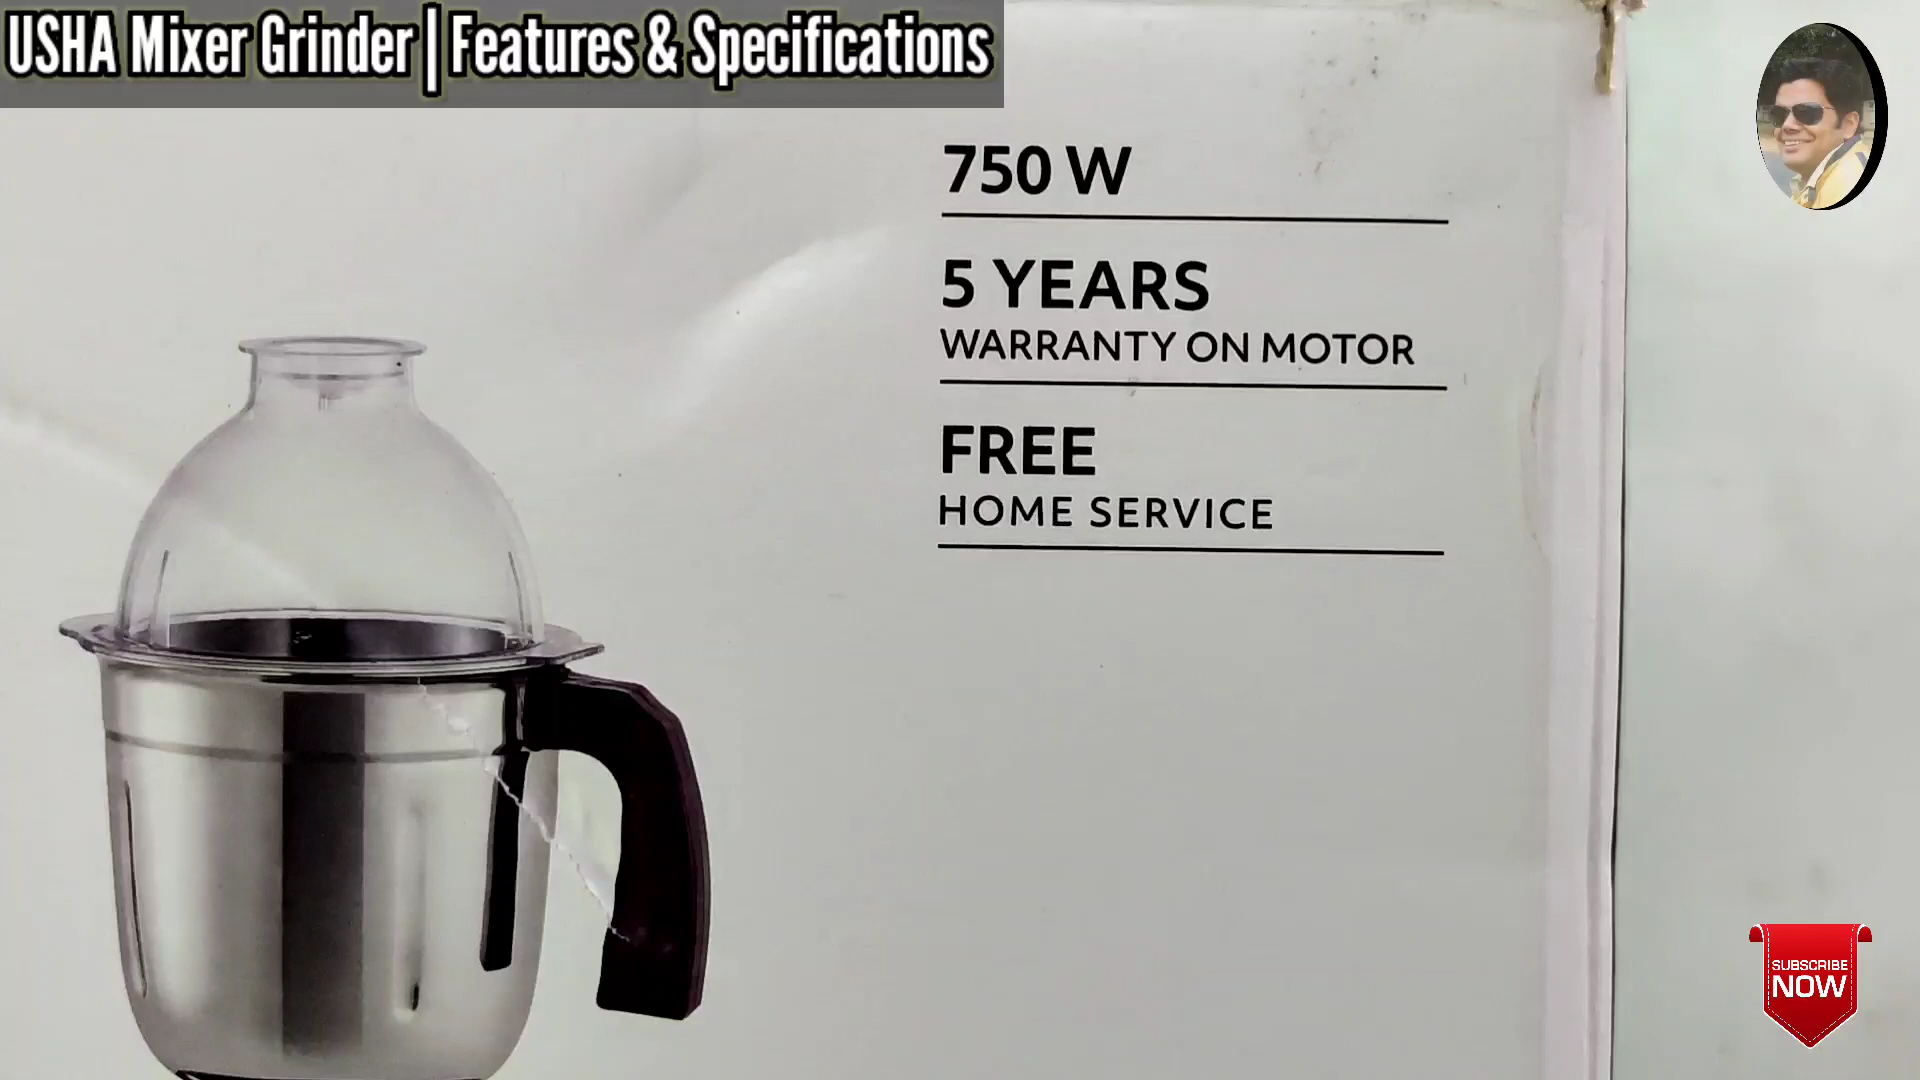 USHA Mixer Grinder | Features & Specifications
750 W
5 YEARS
WARRANTY ON MOTOR
FREE
HOME SERVICE
SUBSCRIBE
NOW